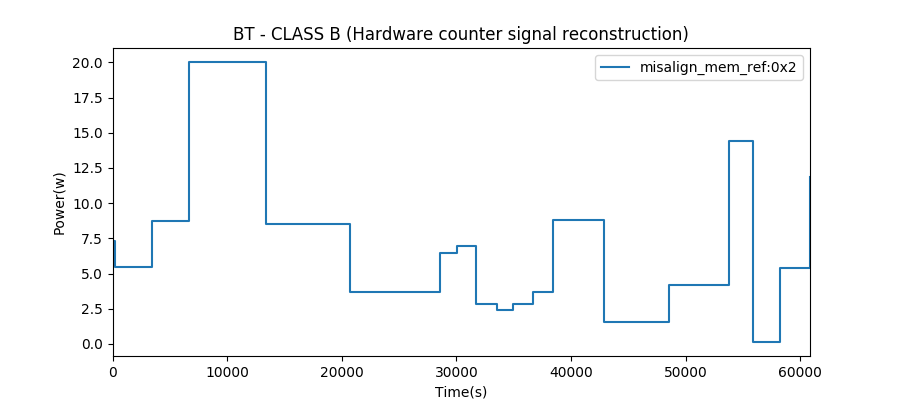 BT - CLASS B (Hardware counter signal reconstruction)
misalign_mem_ref:0x2
20.0
17.5
15.0
12.5
10.0
7.5
5.0
2.5
0.0
Power(w)
0 10000 20000 30000 40000 50000 60000
Time(s)